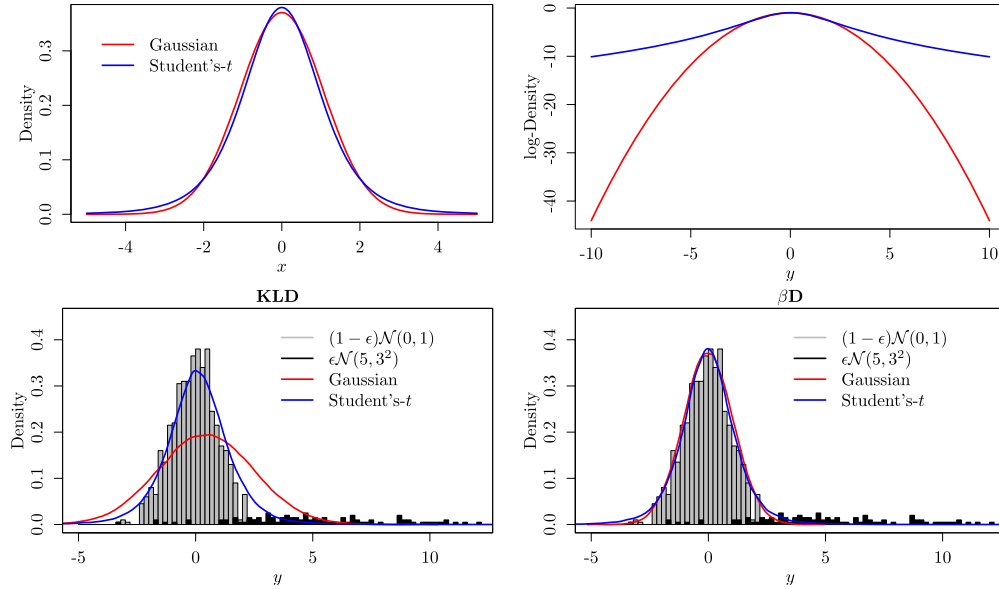 Density
0.0
0.1
0.2
0.3
Gaussian
Student's-t
-4
-2
0
2
4
x
log-Density
0
-10
-20
-30
-40
-10
-5
0
5
10
y
KLD
Density
0.0
0.1
0.2
0.3
0.4
(1 − ϵ)𝒩(0, 1)
ϵ𝒩(5, 3²)
Gaussian
Student's-t
-5
0
5
10
y
βD
Density
0.0
0.1
0.2
0.3
0.4
(1 − ϵ)𝒩(0, 1)
ϵ𝒩(5, 3²)
Gaussian
Student's-t
-5
0
5
10
y